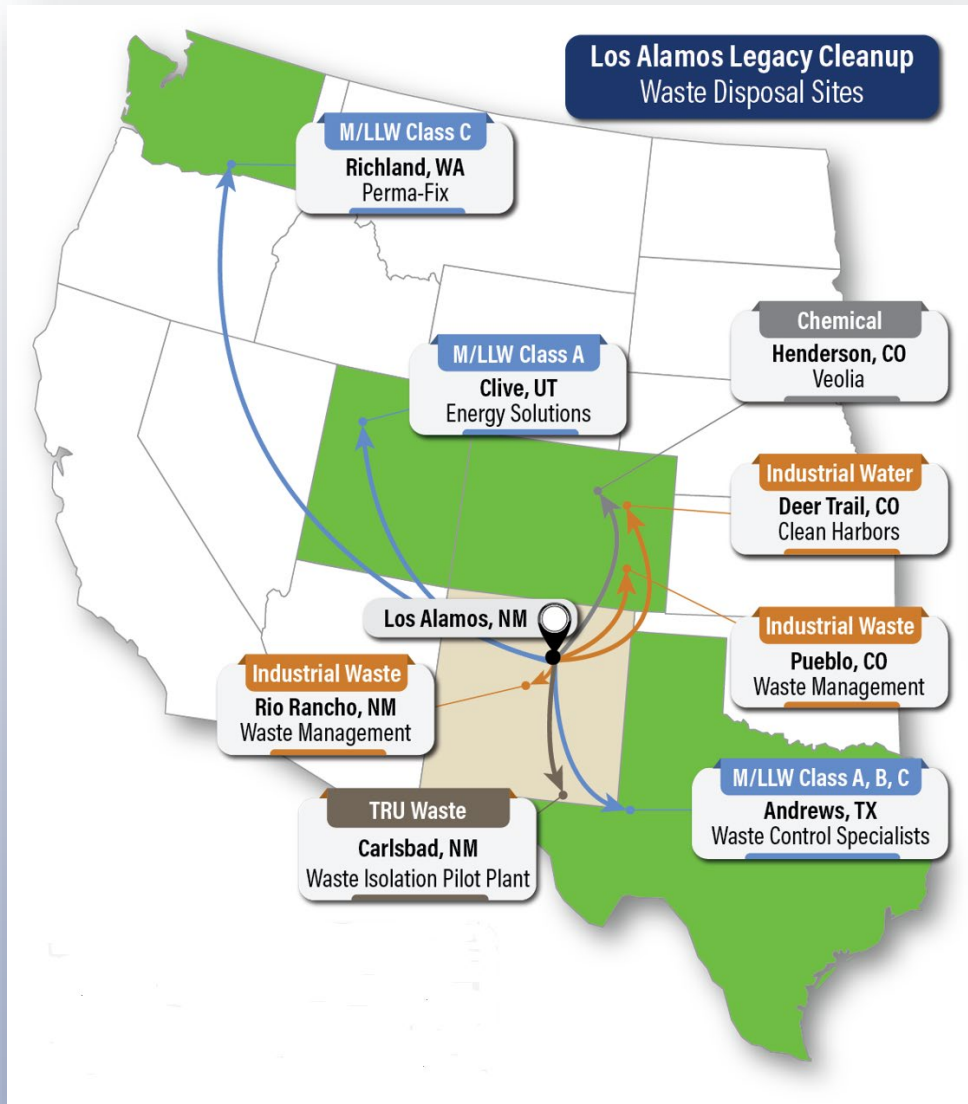 Los Alamos Legacy Cleanup
Waste Disposal Sites
M/LLW Class C
Richland, WA
Perma-Fix
Chemical
Henderson, CO
Veolia
M/LLW Class A
Clive, UT
Energy Solutions
Industrial Water
Deer Trail, CO
Clean Harbors
Los Alamos, NM
Industrial Waste
Pueblo, CO
Waste Management
Industrial Waste
Rio Rancho, NM
Waste Management
M/LLW Class A, B, C
Andrews, TX
Waste Control Specialists
TRU Waste
Carlsbad, NM
Waste Isolation Pilot Plant